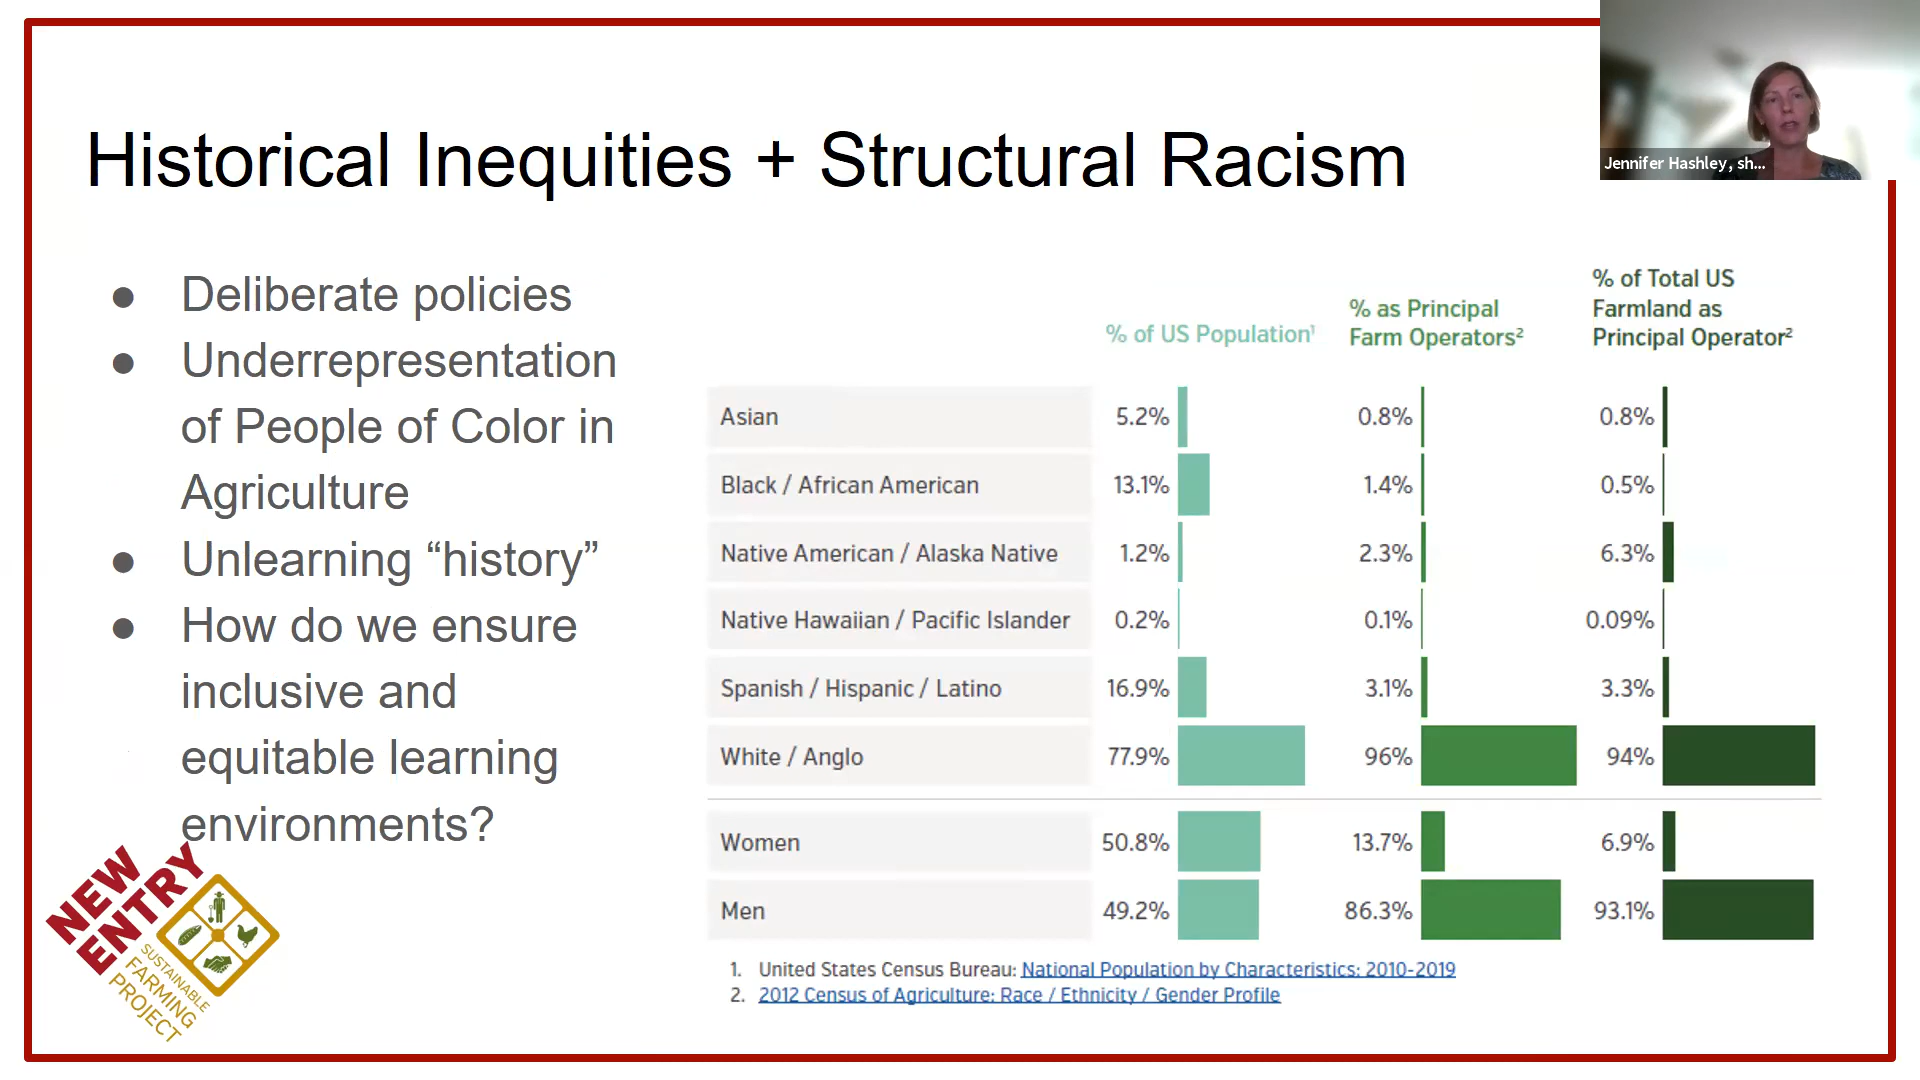 Jennifer Hashley, sh...
Historical Inequities + Structural Racism
● Deliberate policies
● Underrepresentation
of People of Color in
Agriculture
● Unlearning “history”
● How do we ensure
inclusive and
equitable learning
environments?
% of US Population¹
% as Principal
Farm Operators²
% of Total US
Farmland as
Principal Operator²
Asian 5.2% 0.8% 0.8%
Black / African American 13.1% 1.4% 0.5%
Native American / Alaska Native 1.2% 2.3% 6.3%
Native Hawaiian / Pacific Islander 0.2% 0.1% 0.09%
Spanish / Hispanic / Latino 16.9% 3.1% 3.3%
White / Anglo 77.9% 96% 94%
Women 50.8% 13.7% 6.9%
Men 49.2% 86.3% 93.1%
1. United States Census Bureau: National Population by Characteristics: 2010-2019
2. 2012 Census of Agriculture: Race / Ethnicity / Gender Profile
NEW
ENTRY
SUSTAINABLE
FARMING
PROJECT